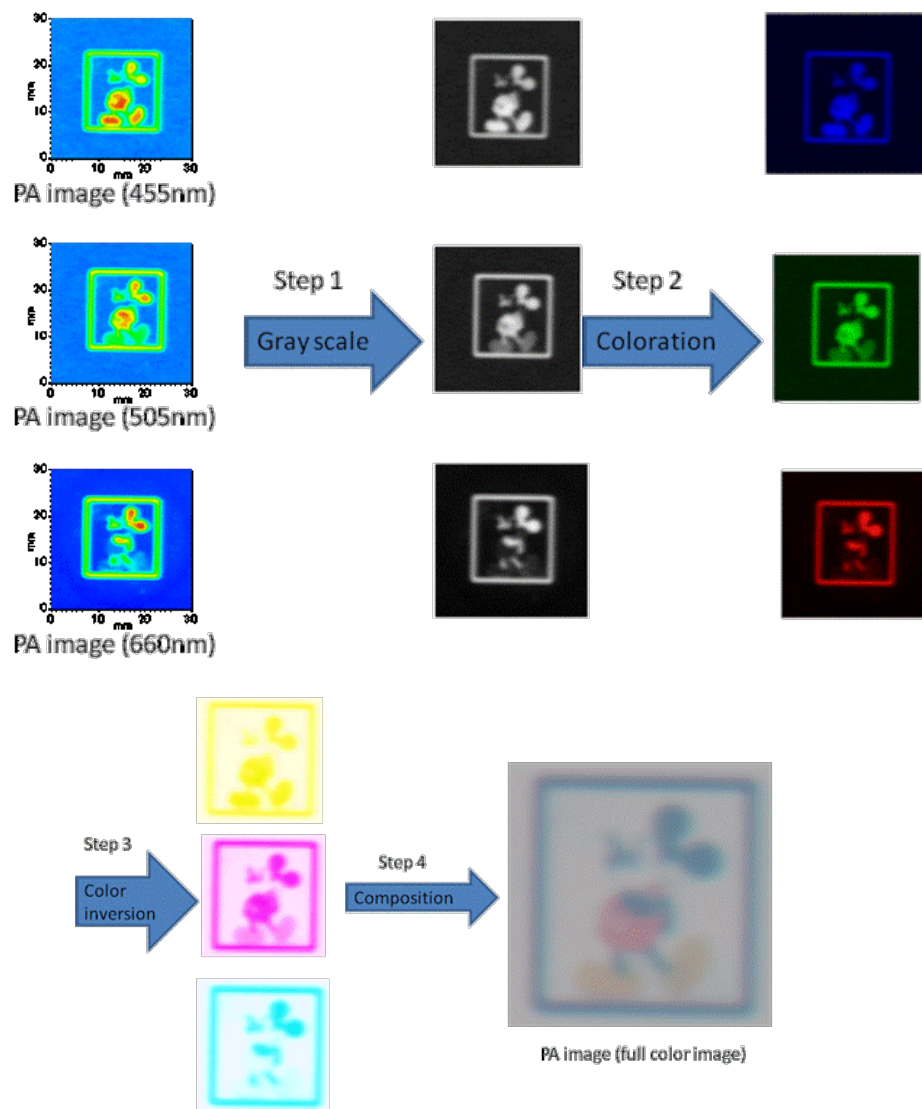 30
20
mm
10
0
0 10 20 30
mm
PA image (455nm)
30
20
mm
10
0
0 10 20 30
mm
PA image (505nm)
Step 1
Gray scale
Step 2
Coloration
30
20
mm
10
0
0 10 20 30
mm
PA image (660nm)
Step 3
Color
inversion
Step 4
Composition
PA image (full color image)